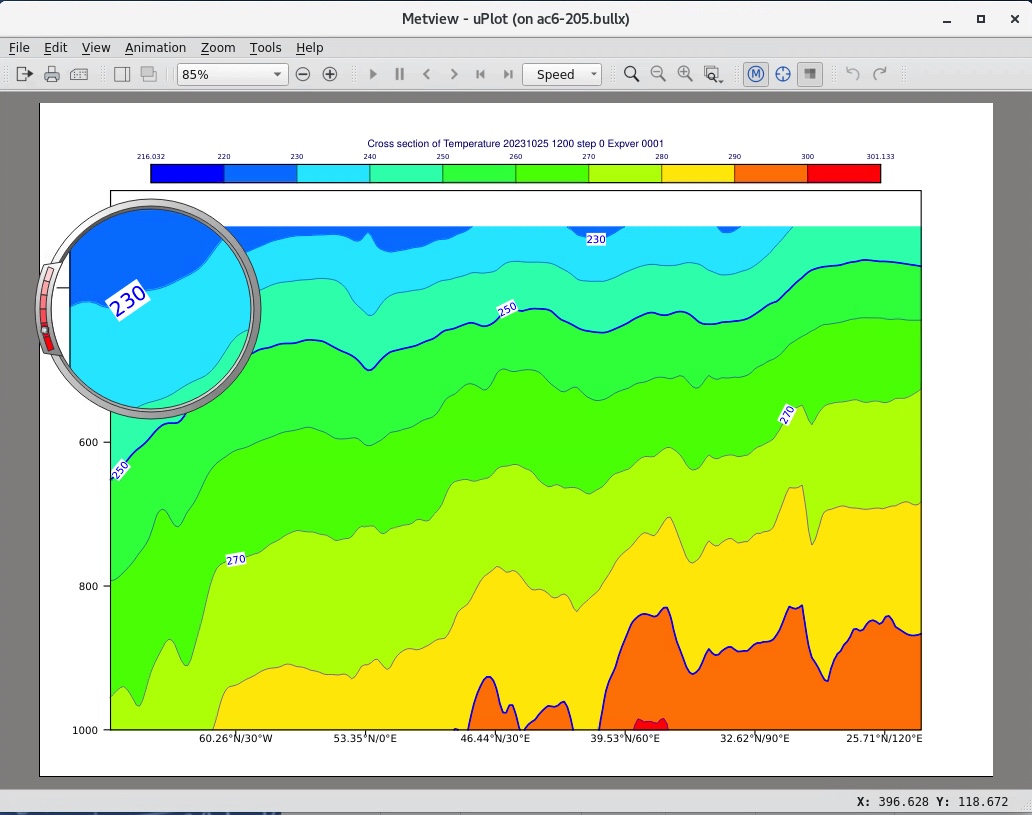 Metview - uPlot (on ac6-205.bullx)
File Edit View Animation Zoom Tools Help
85% Speed M
Cross section of Temperature 20231025 1200 step 0 Expver 0001
216.032 220 230 240 250 260 270 280 290 300 301.133
230
230
250
270
600
250
270
800
1000
60.26°N/30°W 53.35°N/0°E 46.44°N/30°E 39.53°N/60°E 32.62°N/90°E 25.71°N/120°E
X: 396.628 Y: 118.672